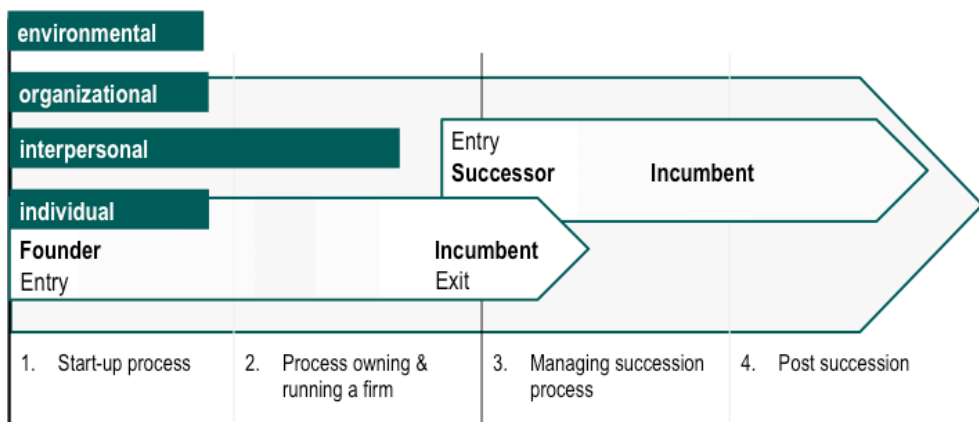 environmental
organizational
interpersonal
Entry
Successor
Incumbent
individual
Founder
Incumbent
Entry
Exit
1. Start-up process
2. Process owning &
running a firm
3. Managing succession
process
4. Post succession